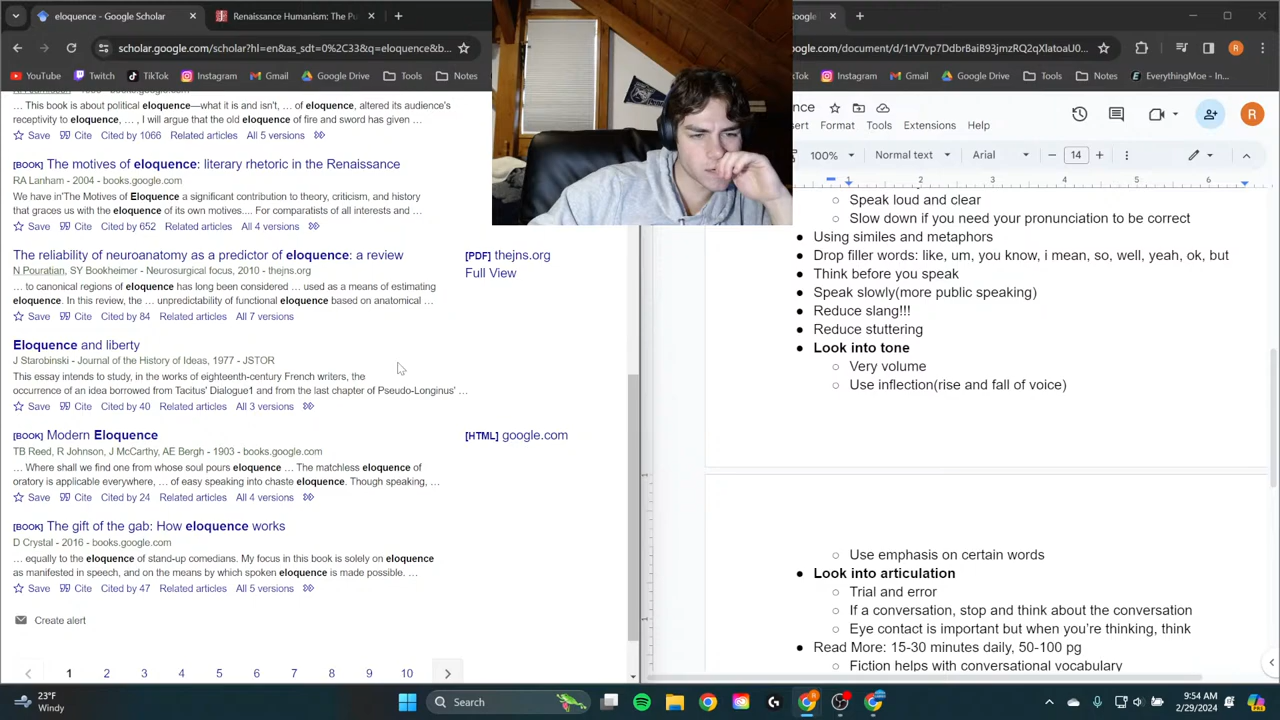 eloquence - Google
Renaissance Humanism: The P
scholar.google.com/scholar?hl=en&as_sdt=0%2C33&q=eloquence&b...
YouTube
Twitch
TikTok
Instagram
Gmail
Google Drive
Tools
Notes
... This book is about political eloquence—what it is and isn't, ... of eloquence, altered its audience's
receptivity to eloquence, ... , I will argue that the old eloquence of fire and sword has given ...
Save Cite Cited by 1066 Related articles All 5 versions
[BOOK] The motives of eloquence: literary rhetoric in the Renaissance
RA Lanham - 2004 - books.google.com
We have in'The Motives of Eloquence a significant contribution to theory, criticism, and history
that graces us with the eloquence of its own motives.... For comparatists of all interests and ...
Save Cite Cited by 652 Related articles All 4 versions
The reliability of neuroanatomy as a predictor of eloquence: a review
N Pouratian, SY Bookheimer - Neurosurgical focus, 2010 - thejns.org
... to canonical regions of eloquence has long been considered ... used as a means of estimating
eloquence. In this review, the ... unpredictability of functional eloquence based on anatomical ...
Save Cite Cited by 84 Related articles All 7 versions
[PDF] thejns.org
Full View
Eloquence and liberty
J Starobinski - Journal of the History of Ideas, 1977 - JSTOR
This essay intends to study, in the works of eighteenth-century French writers, the
occurrence of an idea borrowed from Tacitus' Dialogue1 and from the last chapter of Pseudo-Longinus' ...
Save Cite Cited by 40 Related articles All 3 versions
[BOOK] Modern Eloquence
TB Reed, R Johnson, J McCarthy, AE Bergh - 1903 - books.google.com
... Where shall we find one from whose soul pours eloquence ... The matchless eloquence of
oratory is applicable everywhere, ... of easy speaking into chaste eloquence. Though speaking, ...
Save Cite Cited by 24 Related articles All 4 versions
[HTML] google.com
[BOOK] The gift of the gab: How eloquence works
D Crystal - 2016 - books.google.com
... equally to the eloquence of stand-up comedians. My focus in this book is solely on eloquence
as manifested in speech, and on the means by which spoken eloquence is made possible. ...
Save Cite Cited by 47 Related articles All 5 versions
Create alert
1 2 3 4 5 6 7 8 9 10
.google.com/document/d/1rV7vp7DdbrBaiB93jmzRQ2qXlatoaU0...
R
Instagram
Gmail
Google Drive
Tools
Notes
EverythingMoe - In...
nce
R
sert Format Tools Extensions Help
100% Normal text Arial 14
1 2 3 4 5 6
Speak loud and clear
Slow down if you need your pronunciation to be correct
Using similes and metaphors
Drop filler words: like, um, you know, i mean, so, well, yeah, ok, but
Think before you speak
Speak slowly(more public speaking)
Reduce slang!!!
Reduce stuttering
Look into tone
Very volume
Use inflection(rise and fall of voice)
Use emphasis on certain words
Look into articulation
Trial and error
If a conversation, stop and think about the conversation
Eye contact is important but when you're thinking, think
Read More: 15-30 minutes daily, 50-100 pg
Fiction helps with conversational vocabulary
23°F
Windy
Search
9:54 AM
2/29/2024